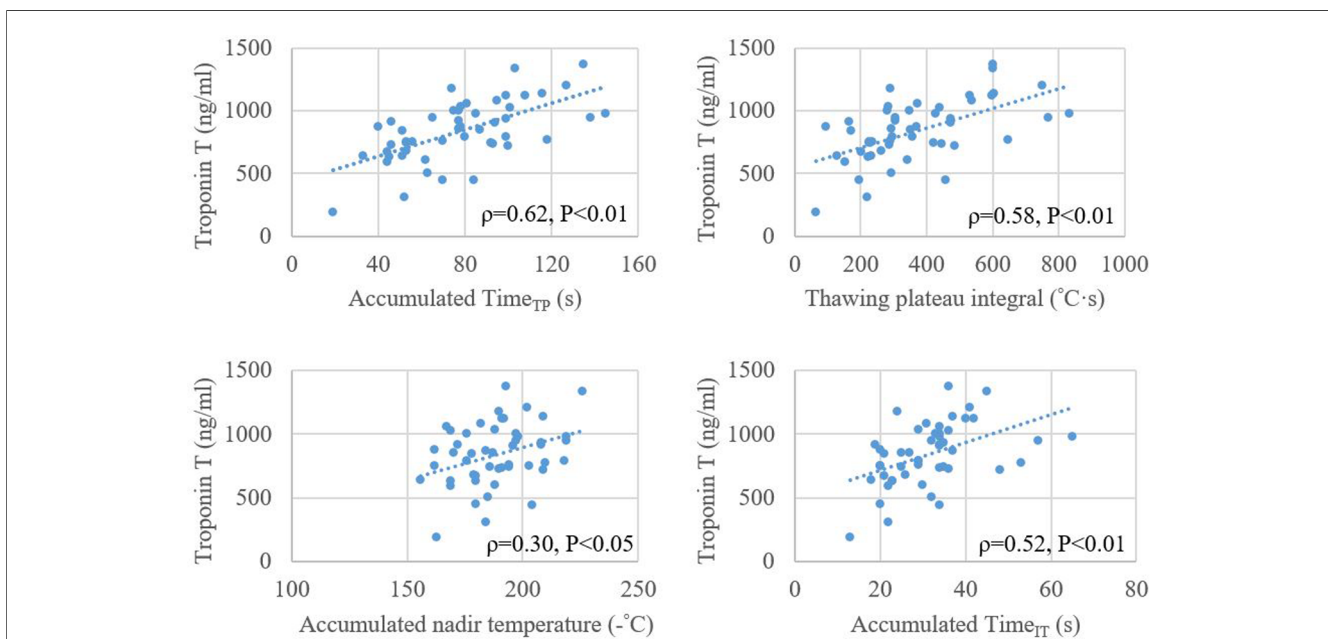 Troponin T (ng/ml)
1500
1000
500
0
ρ=0.62, P<0.01
0 40 80 120 160
Accumulated Time_TP (s)
Troponin T (ng/ml)
1500
1000
500
0
ρ=0.58, P<0.01
0 200 400 600 800 1000
Thawing plateau integral (°C·s)
Troponin T (ng/ml)
1500
1000
500
0
ρ=0.30, P<0.05
100 150 200 250
Accumulated nadir temperature (-°C)
Troponin T (ng/ml)
1500
1000
500
0
ρ=0.52, P<0.01
0 20 40 60 80
Accumulated Time_IT (s)